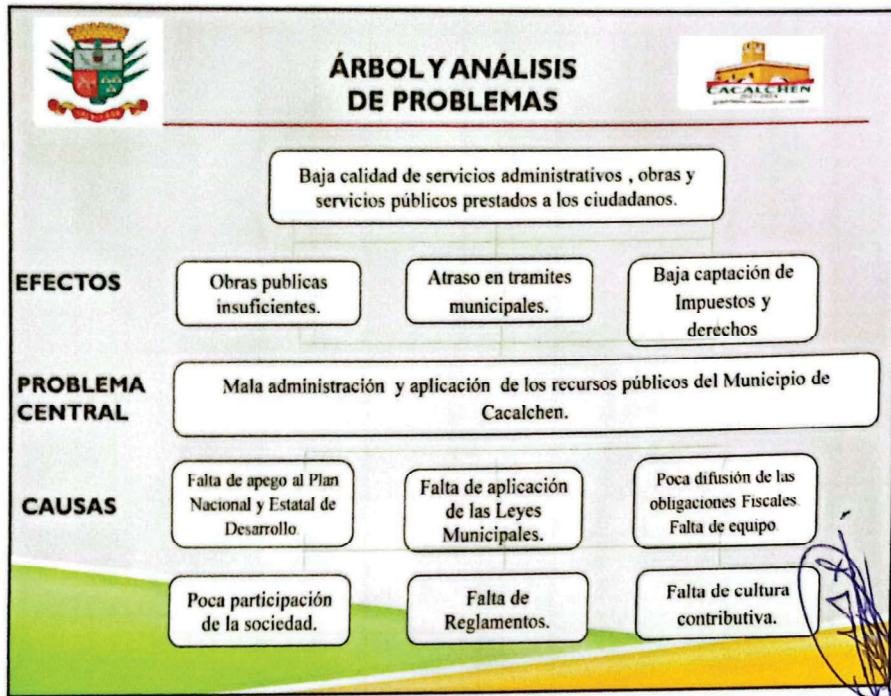 ÁRBOL Y ANÁLISIS
DE PROBLEMAS
CACALCHEN
Baja calidad de servicios administrativos , obras y
servicios públicos prestados a los ciudadanos.
EFECTOS
Obras publicas
insuficientes.
Atraso en tramites
municipales.
Baja captación de
Impuestos y
derechos
PROBLEMA
CENTRAL
Mala administración y aplicación de los recursos públicos del Municipio de
Cacalchen.
CAUSAS
Falta de apego al Plan
Nacional y Estatal de
Desarrollo.
Falta de aplicación
de las Leyes
Municipales.
Poca difusión de las
obligaciones Fiscales.
Falta de equipo.
Poca participación
de la sociedad.
Falta de
Reglamentos.
Falta de cultura
contributiva.